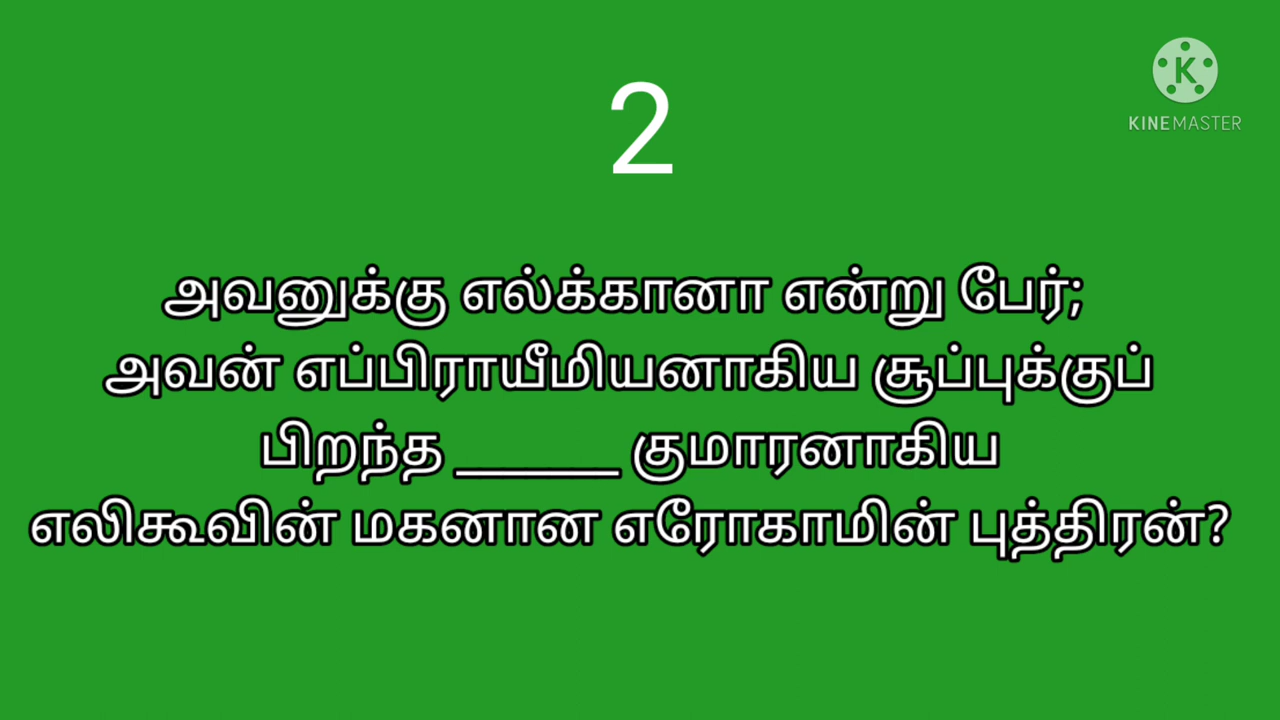 2
K
KINEMASTER
அவனுக்கு எல்க்கானா என்று பேர்;
அவன் எப்பிராயீமியனாகிய சூப்புக்குப்
பிறந்த ______ குமாரனாகிய
எலிகூவின் மகனான எரோகாமின் புத்திரன்?